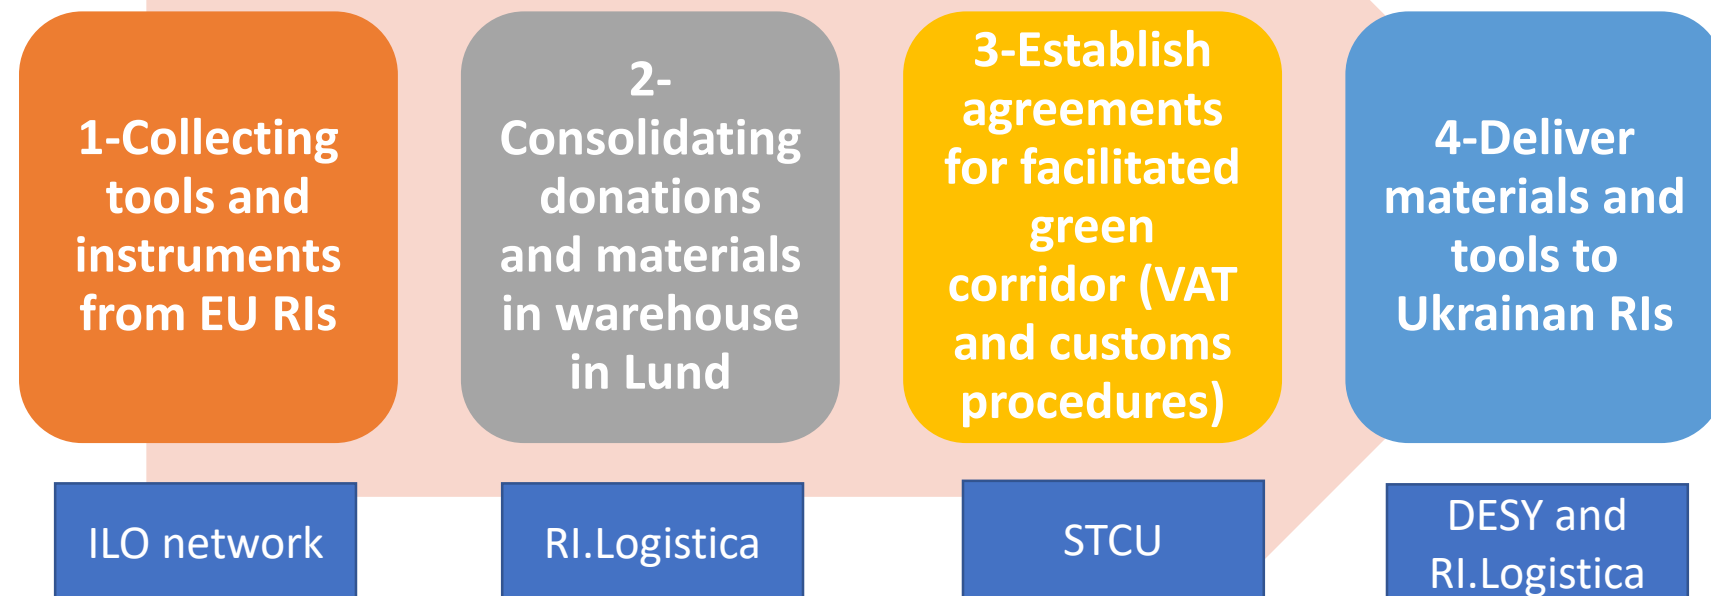 1-Collecting
tools and
instruments
from EU RIs
2-
Consolidating
donations
and materials
in warehouse
in Lund
3-Establish
agreements
for facilitated
green
corridor (VAT
and customs
procedures)
4-Deliver
materials and
tools to
Ukrainan RIs
ILO network
RI.Logistica
STCU
DESY and
RI.Logistica